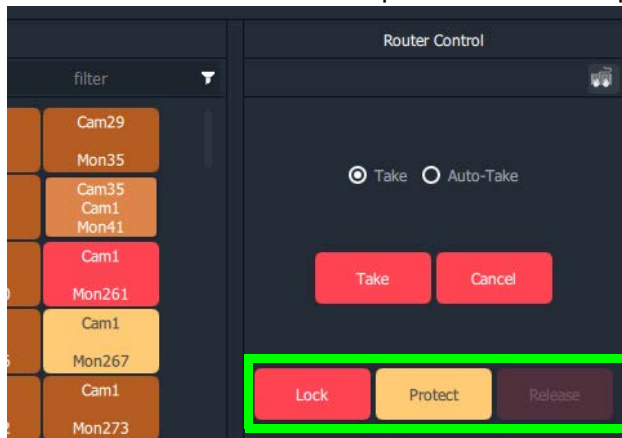 Router Control
filter
Cam29
Mon35
Cam35
Cam1
Mon41
Cam1
Mon261
Cam1
Mon267
Cam1
Mon273
Take Auto-Take
Take Cancel
Lock Protect Release